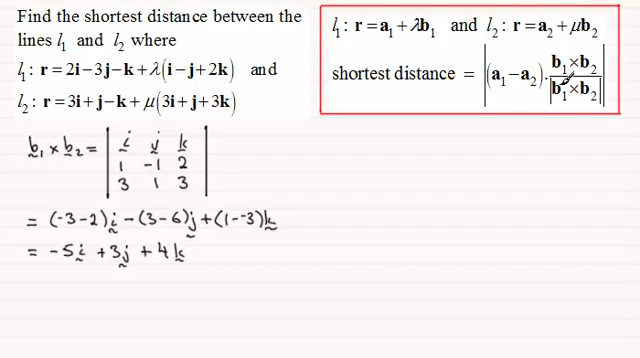 Find the shortest distance between the
lines l₁ and l₂ where
l₁: r = 2i − 3j − k + λ(i − j + 2k) and
l₂: r = 3i + j − k + μ(3i + j + 3k)
l₁: r = a₁ + λb₁ and l₂: r = a₂ + μb₂
shortest distance = |(a₁ − a₂). b₁×b₂ / |b₁×b₂||
b₁ × b₂ = | i j k
1 −1 2
3 1 3 |
= (−3−2)i − (3−6)j + (1−−3)k
= −5i + 3j + 4k